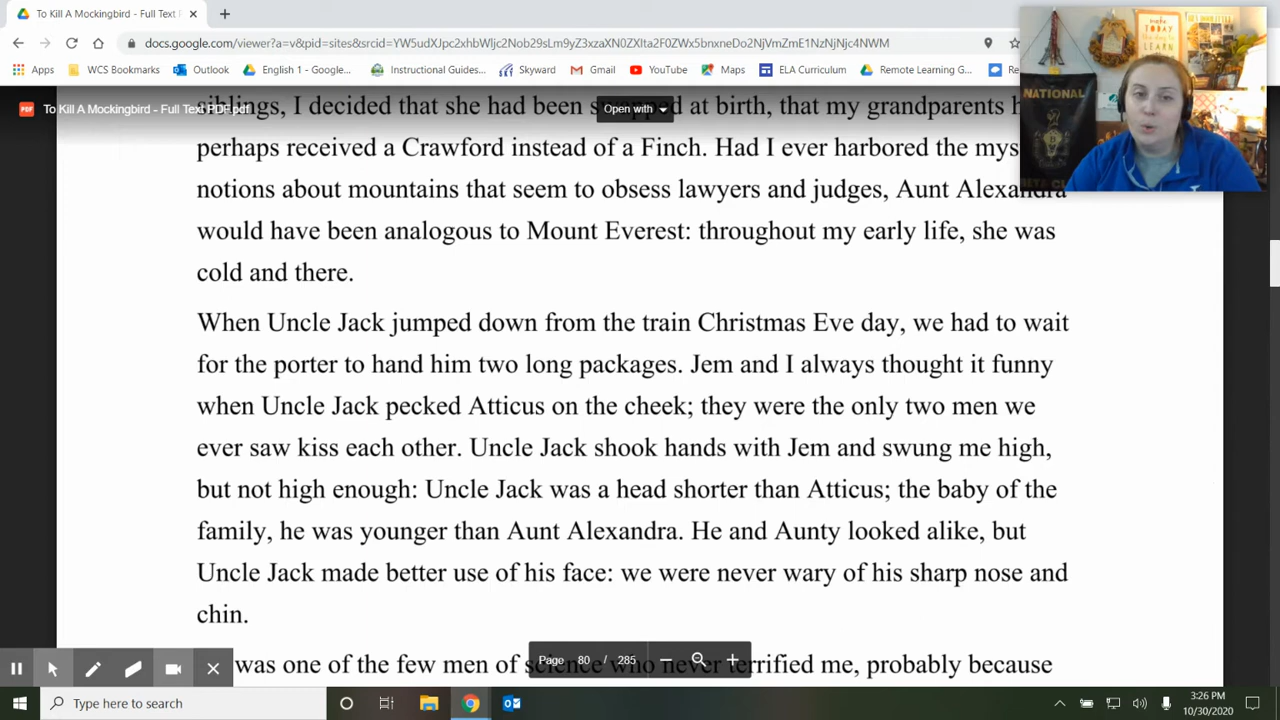 To Kill A Mockingbird - Full Text
docs.google.com/viewer?a=v&pid=sites&srcid=YW5udXJpc2xhbWljc2Nob29sLm9yZ3xzaXN0ZXIta2F0ZWx5bnxneDo2NjVmZmE1NzNjNjc4NWM
Apps WCS Bookmarks Outlook English 1 - Google... Instructional Guides... Skyward Gmail YouTube Maps ELA Curriculum Remote Learning G... Re
To Kill A Mockingbird - Full Text PDF.pdf
Open with
siblings, I decided that she had been swapped at birth, that my grandparents
perhaps received a Crawford instead of a Finch. Had I ever harbored the
notions about mountains that seem to obsess lawyers and judges, Aunt Alexandra
would have been analogous to Mount Everest: throughout my early life, she was
cold and there.
When Uncle Jack jumped down from the train Christmas Eve day, we had to wait
for the porter to hand him two long packages. Jem and I always thought it funny
when Uncle Jack pecked Atticus on the cheek; they were the only two men we
ever saw kiss each other. Uncle Jack shook hands with Jem and swung me high,
but not high enough: Uncle Jack was a head shorter than Atticus; the baby of the
family, he was younger than Aunt Alexandra. He and Aunty looked alike, but
Uncle Jack made better use of his face: we were never wary of his sharp nose and
chin.
was one of the few men of science who never terrified me, probably because
Page 80 / 285
NATIONAL
BETA CLUB
TODAY
LEARN
Type here to search
3:26 PM
10/30/2020